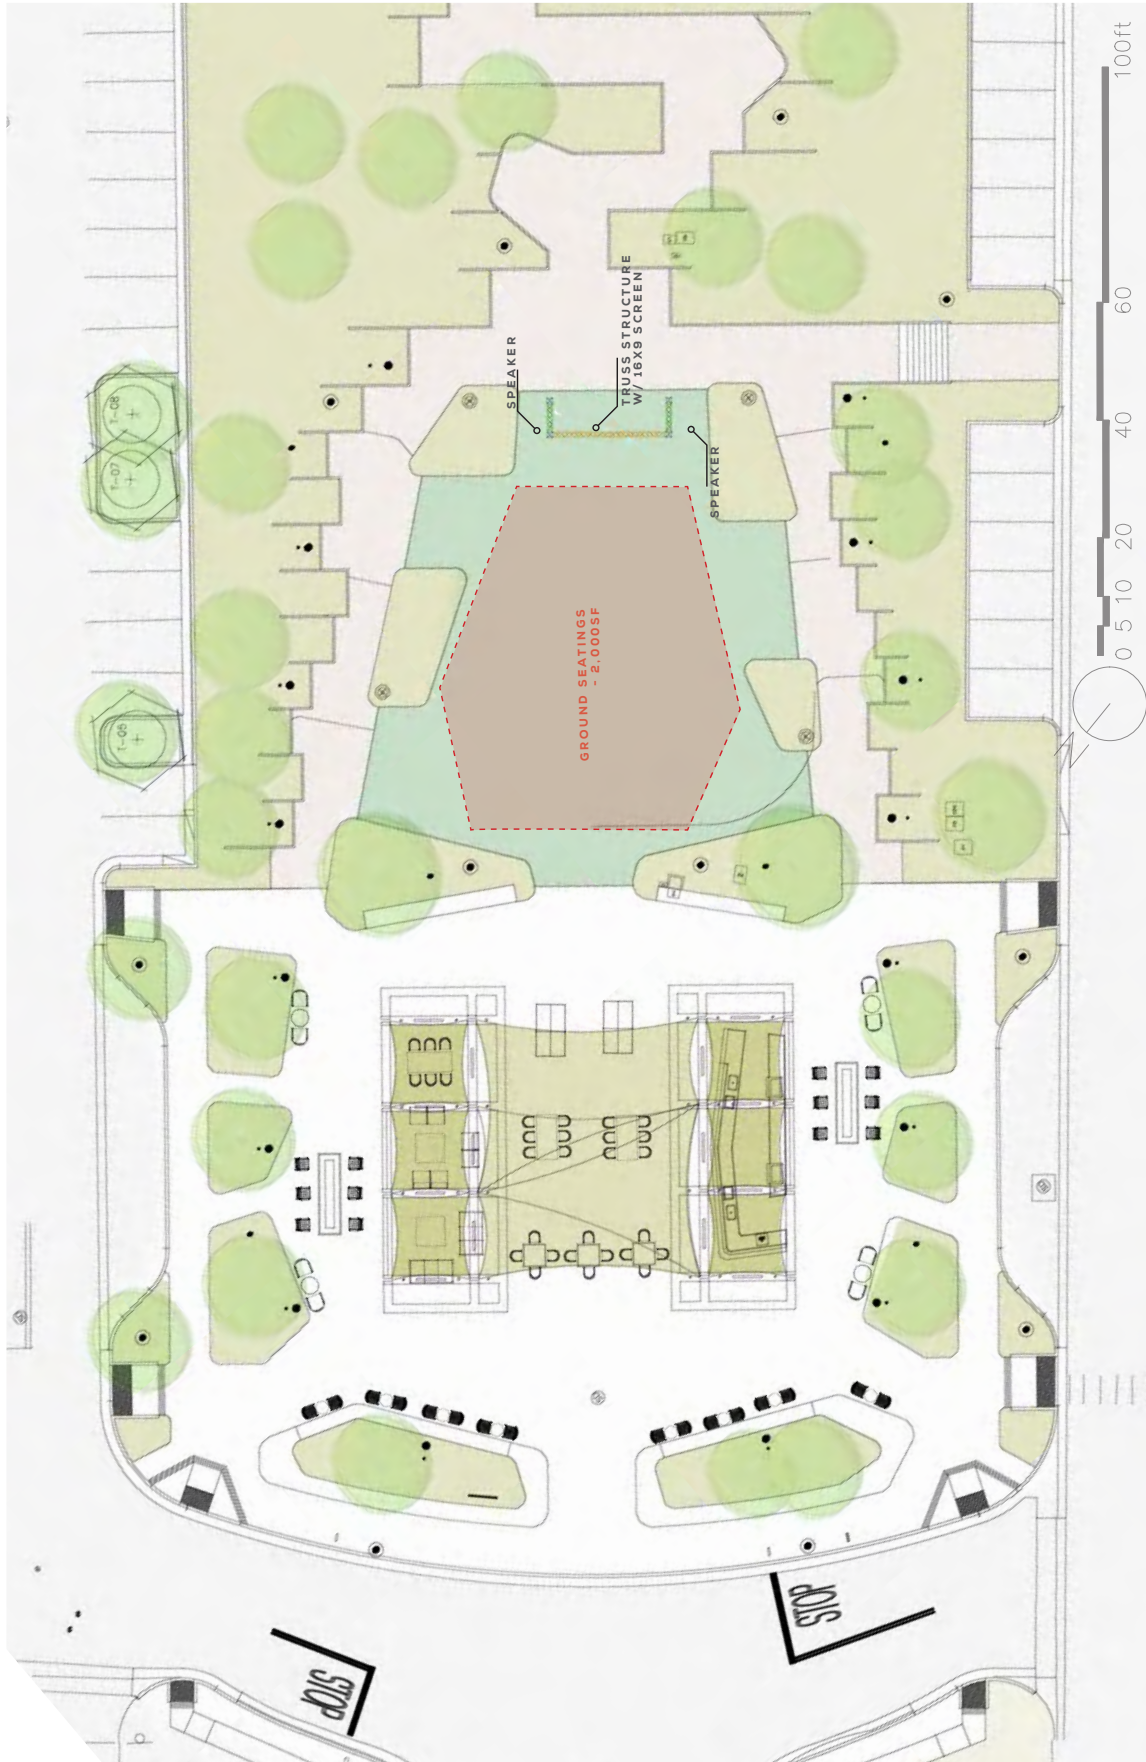 SPEAKER
TRUSS STRUCTURE
W/ 16X9 SCREEN
SPEAKER
GROUND SEATINGS
- 2,000SF
T-08
T-07
T-05
0 5 10 20 40 60 100ft
N
STOP
STOP